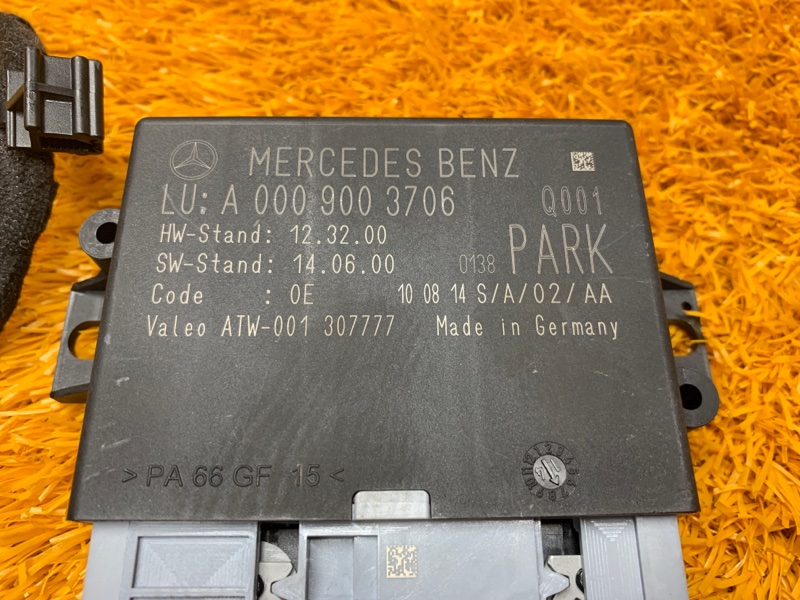 MERCEDES BENZ
LU: A 000 900 3706 Q001
HW-Stand: 12.32.00
SW-Stand: 14.06.00 0138 PARK
Code : 0E 10 08 14 S/A/02/AA
Valeo ATW-001 307777 Made in Germany
>PA 66 GF 15<